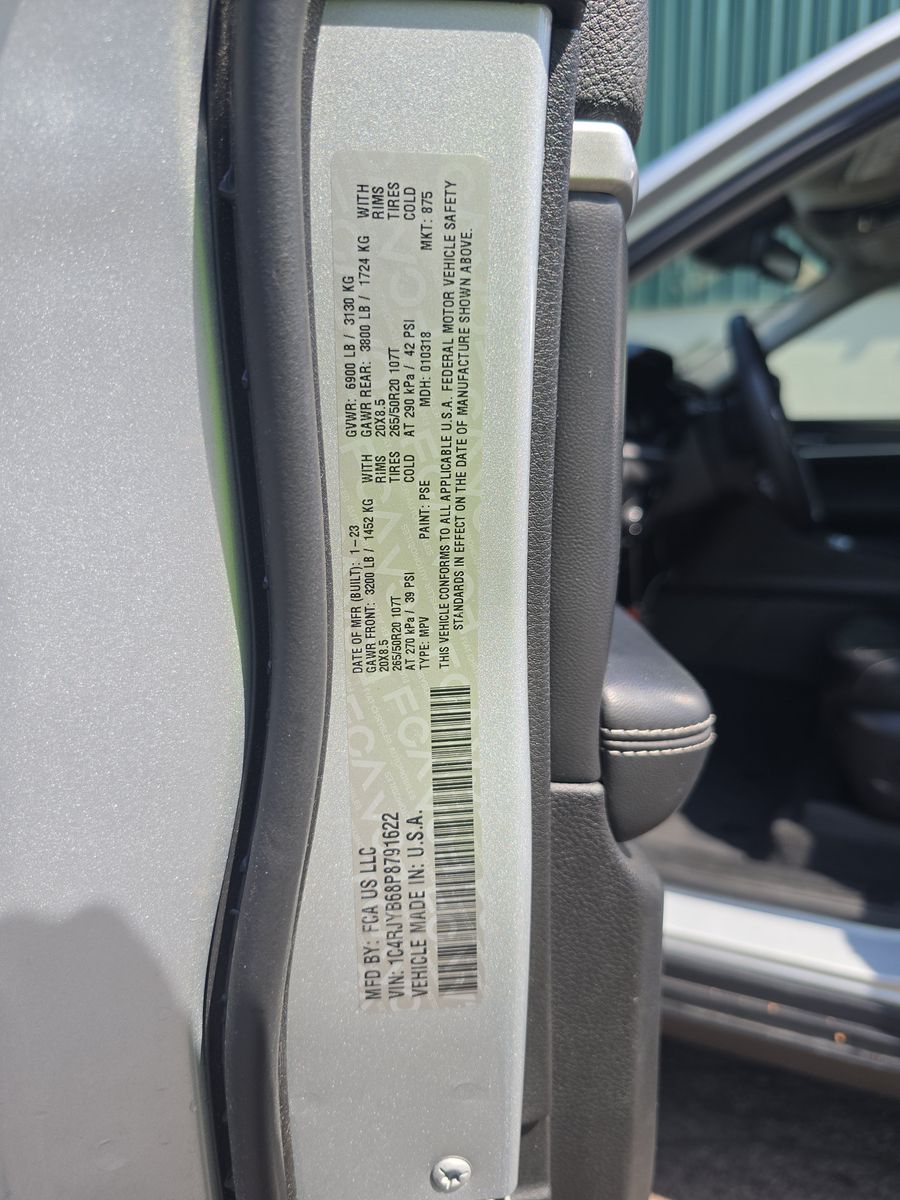 MFD BY: FCA US LLC
VIN: 1C4RJYB68P8791622
VEHICLE MADE IN: U.S.A.
DATE OF MFR (BUILT): 1-23 GVWR: 6900 LB / 3130 KG
GAWR FRONT: 3200 LB / 1452 KG WITH GAWR REAR: 3800 LB / 1724 KG WITH
20X8.5 RIMS 20X8.5 RIMS
265/50R20 107T TIRES 265/50R20 107T TIRES
AT 270 kPa / 39 PSI COLD AT 290 kPa / 42 PSI COLD
TYPE: MPV PAINT: PSE MDH: 010318 MKT: 875
THIS VEHICLE CONFORMS TO ALL APPLICABLE U.S.A. FEDERAL MOTOR VEHICLE SAFETY
STANDARDS IN EFFECT ON THE DATE OF MANUFACTURE SHOWN ABOVE.